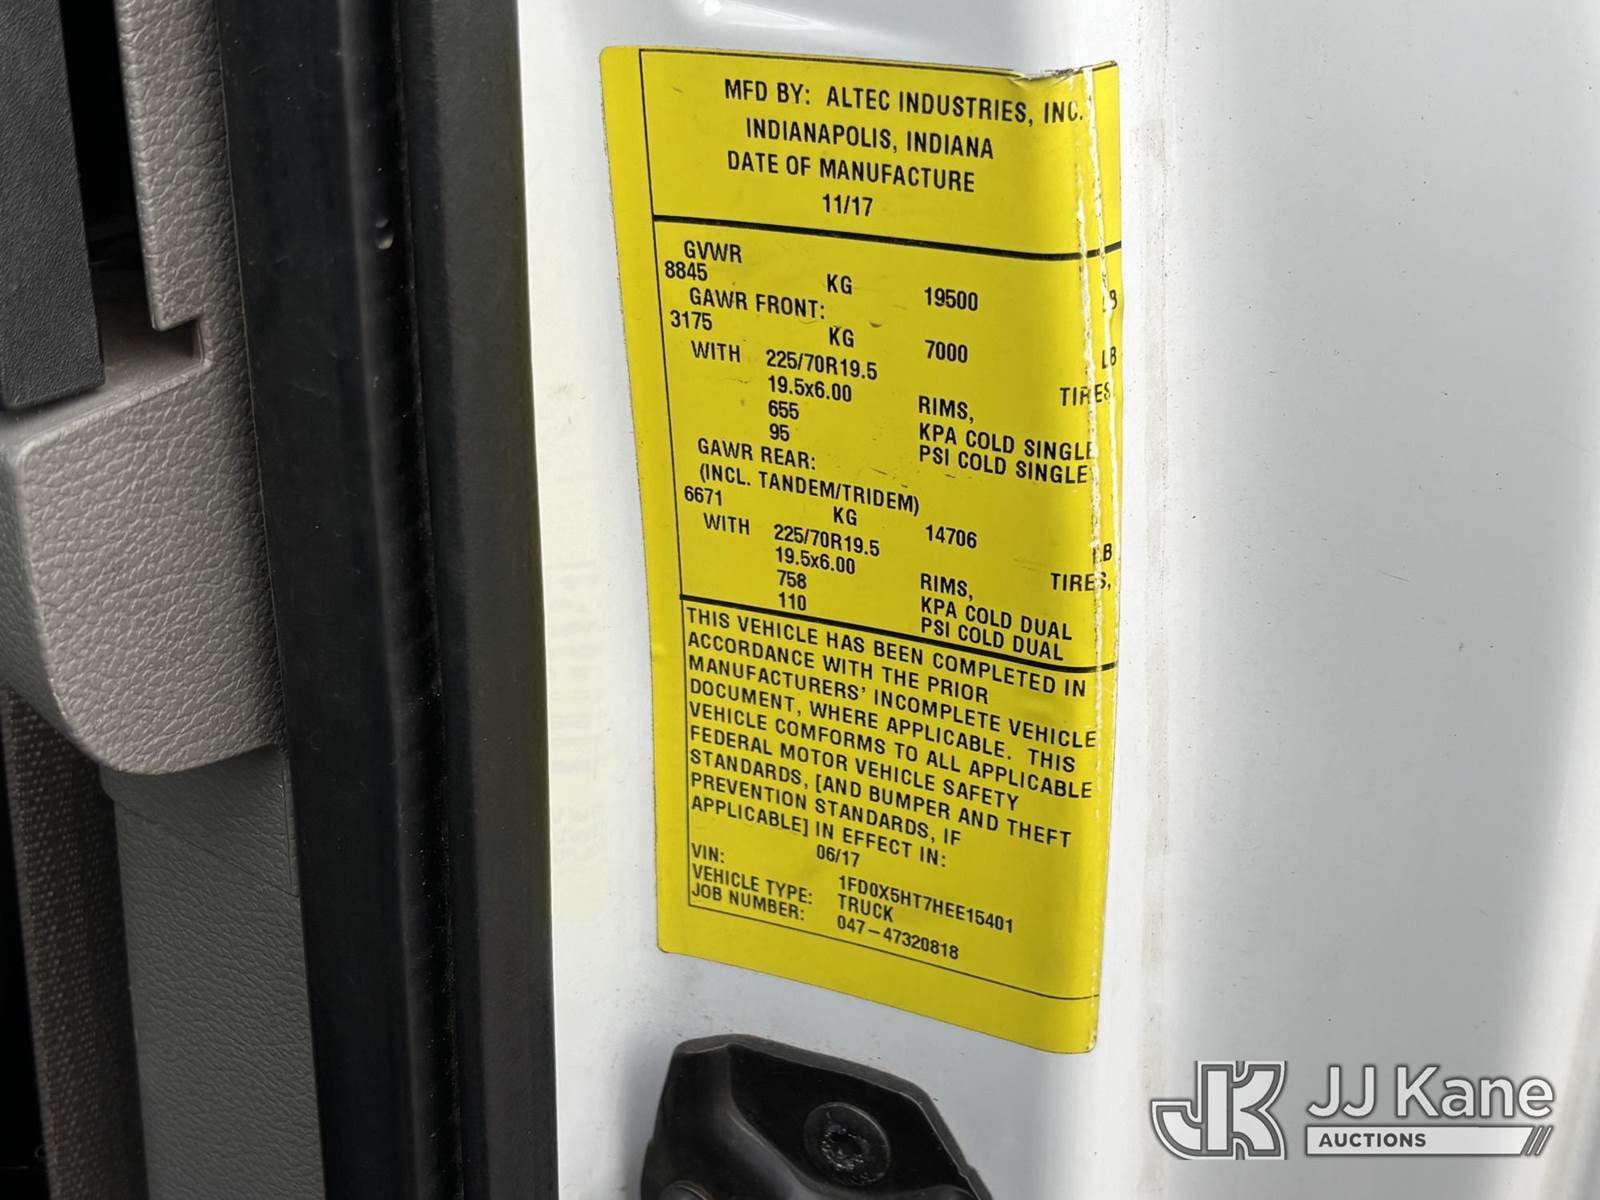 MFD BY: ALTEC INDUSTRIES, INC.
INDIANAPOLIS, INDIANA
DATE OF MANUFACTURE
11/17
GVWR
8845 KG 19500 LB
GAWR FRONT:
3175 KG 7000 LB
WITH 225/70R19.5 TIRES,
19.5x6.00 RIMS,
655 KPA COLD SINGLE
95 PSI COLD SINGLE
GAWR REAR:
(INCL. TANDEM/TRIDEM)
6671 KG 14706 LB
WITH 225/70R19.5 TIRES,
19.5x6.00 RIMS,
758 KPA COLD DUAL
110 PSI COLD DUAL
THIS VEHICLE HAS BEEN COMPLETED IN
ACCORDANCE WITH THE PRIOR
MANUFACTURERS' INCOMPLETE VEHICLE
DOCUMENT, WHERE APPLICABLE. THIS
VEHICLE COMFORMS TO ALL APPLICABLE
FEDERAL MOTOR VEHICLE SAFETY
STANDARDS, [AND BUMPER AND THEFT
PREVENTION STANDARDS, IF
APPLICABLE] IN EFFECT IN:
06/17
VIN: 1FD0X5HT7HEE15401
VEHICLE TYPE: TRUCK
JOB NUMBER: 047-47320818
JK JJ Kane
AUCTIONS